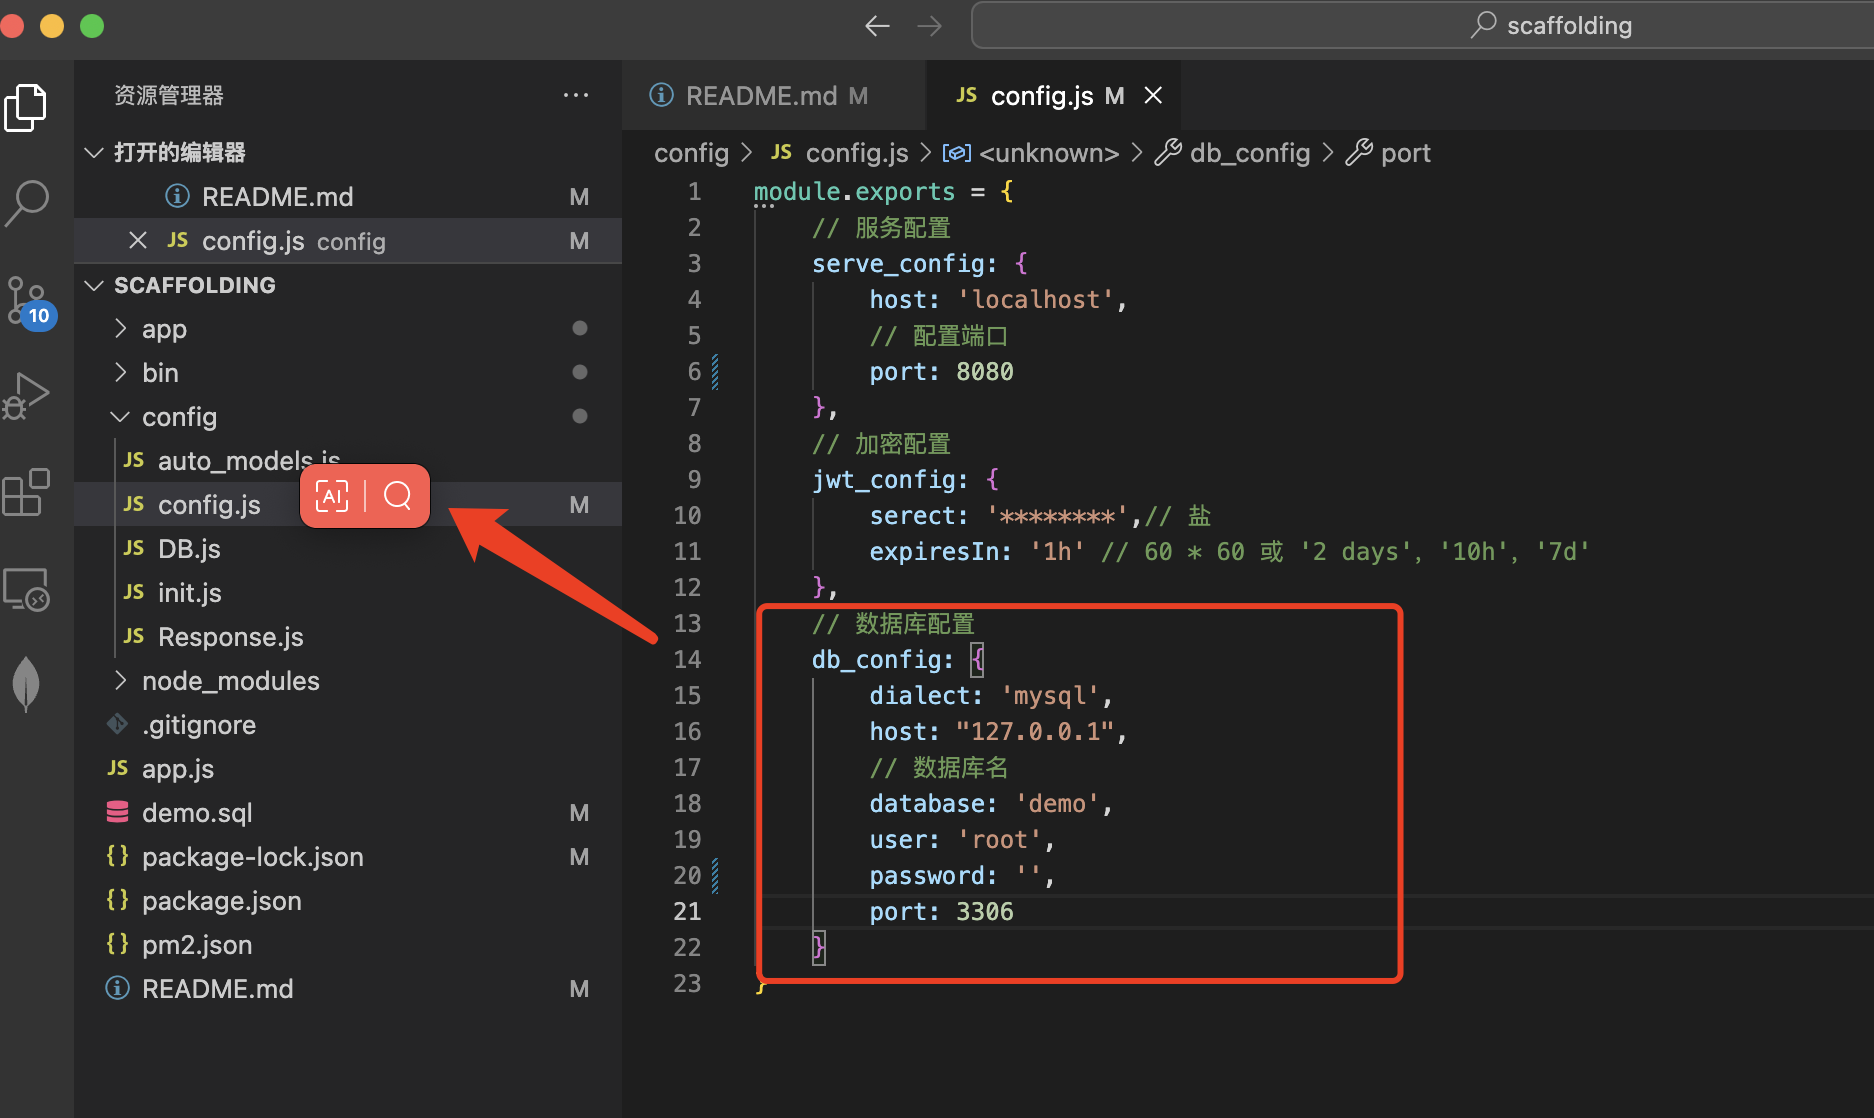 scaffolding
资源管理器
打开的编辑器
README.md M
config.js config M
SCAFFOLDING
app
bin
config
JS auto_models.js
JS config.js M
AI
JS DB.js
JS init.js
JS Response.js
node_modules
.gitignore
JS app.js
demo.sql M
{} package-lock.json M
{} package.json
{} pm2.json
README.md M
10
README.md M
JS config.js M
config > JS config.js > <unknown> > db_config > port
1 module.exports = {
2 // 服务配置
3 serve_config: {
4 host: 'localhost',
5 // 配置端口
6 port: 8080
7 },
8 // 加密配置
9 jwt_config: {
10 serect: '********',// 盐
11 expiresIn: '1h' // 60 * 60 或 '2 days', '10h', '7d'
12 },
13 // 数据库配置
14 db_config: {
15 dialect: 'mysql',
16 host: "127.0.0.1",
17 // 数据库名
18 database: 'demo',
19 user: 'root',
20 password: '',
21 port: 3306
22 }
23 }